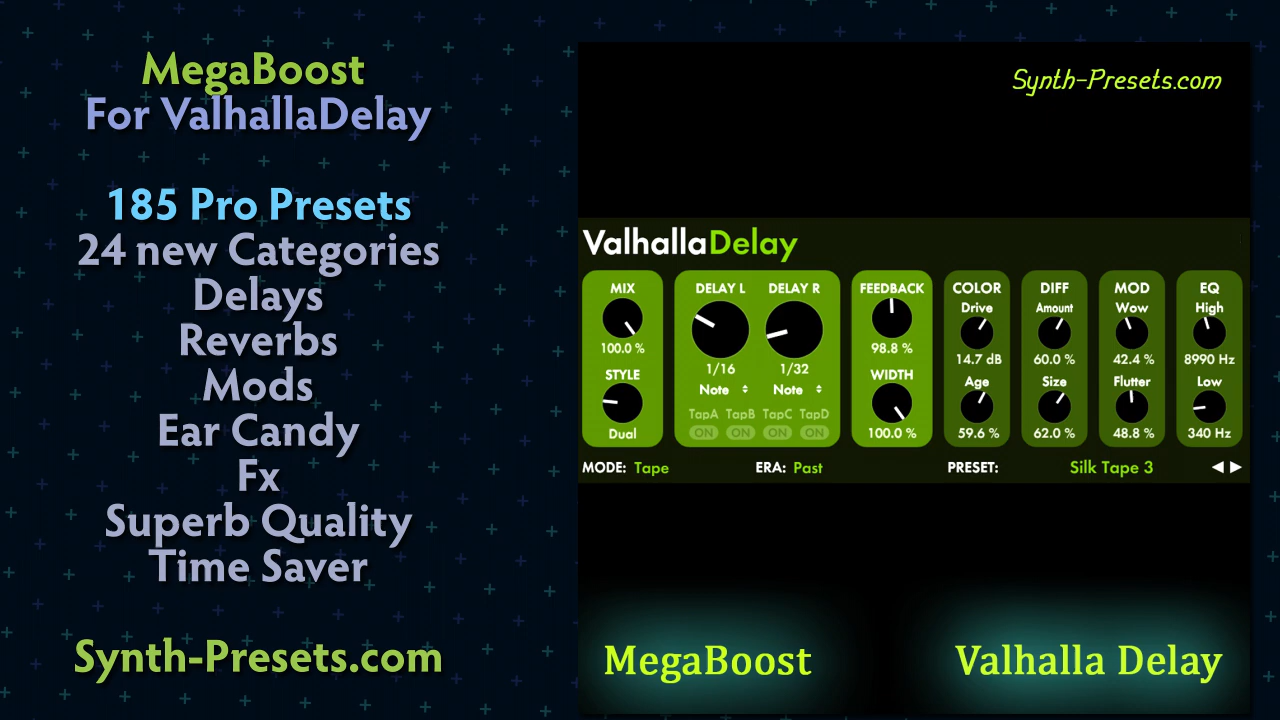 MegaBoost
For ValhallaDelay
185 Pro Presets
24 new Categories
Delays
Reverbs
Mods
Ear Candy
Fx
Superb Quality
Time Saver
Synth-Presets.com
Synth-Presets.com
ValhallaDelay
MIX
100.0 %
STYLE
Dual
DELAY L DELAY R
1/16 1/32
Note Note
TapA TapB TapC TapD
ON ON ON ON
FEEDBACK
98.8 %
WIDTH
100.0 %
COLOR
Drive
14.7 dB
Age
59.6 %
DIFF
Amount
60.0 %
Size
62.0 %
MOD
Wow
42.4 %
Flutter
48.8 %
EQ
High
8990 Hz
Low
340 Hz
MODE: Tape ERA: Past PRESET: Silk Tape 3
MegaBoost Valhalla Delay